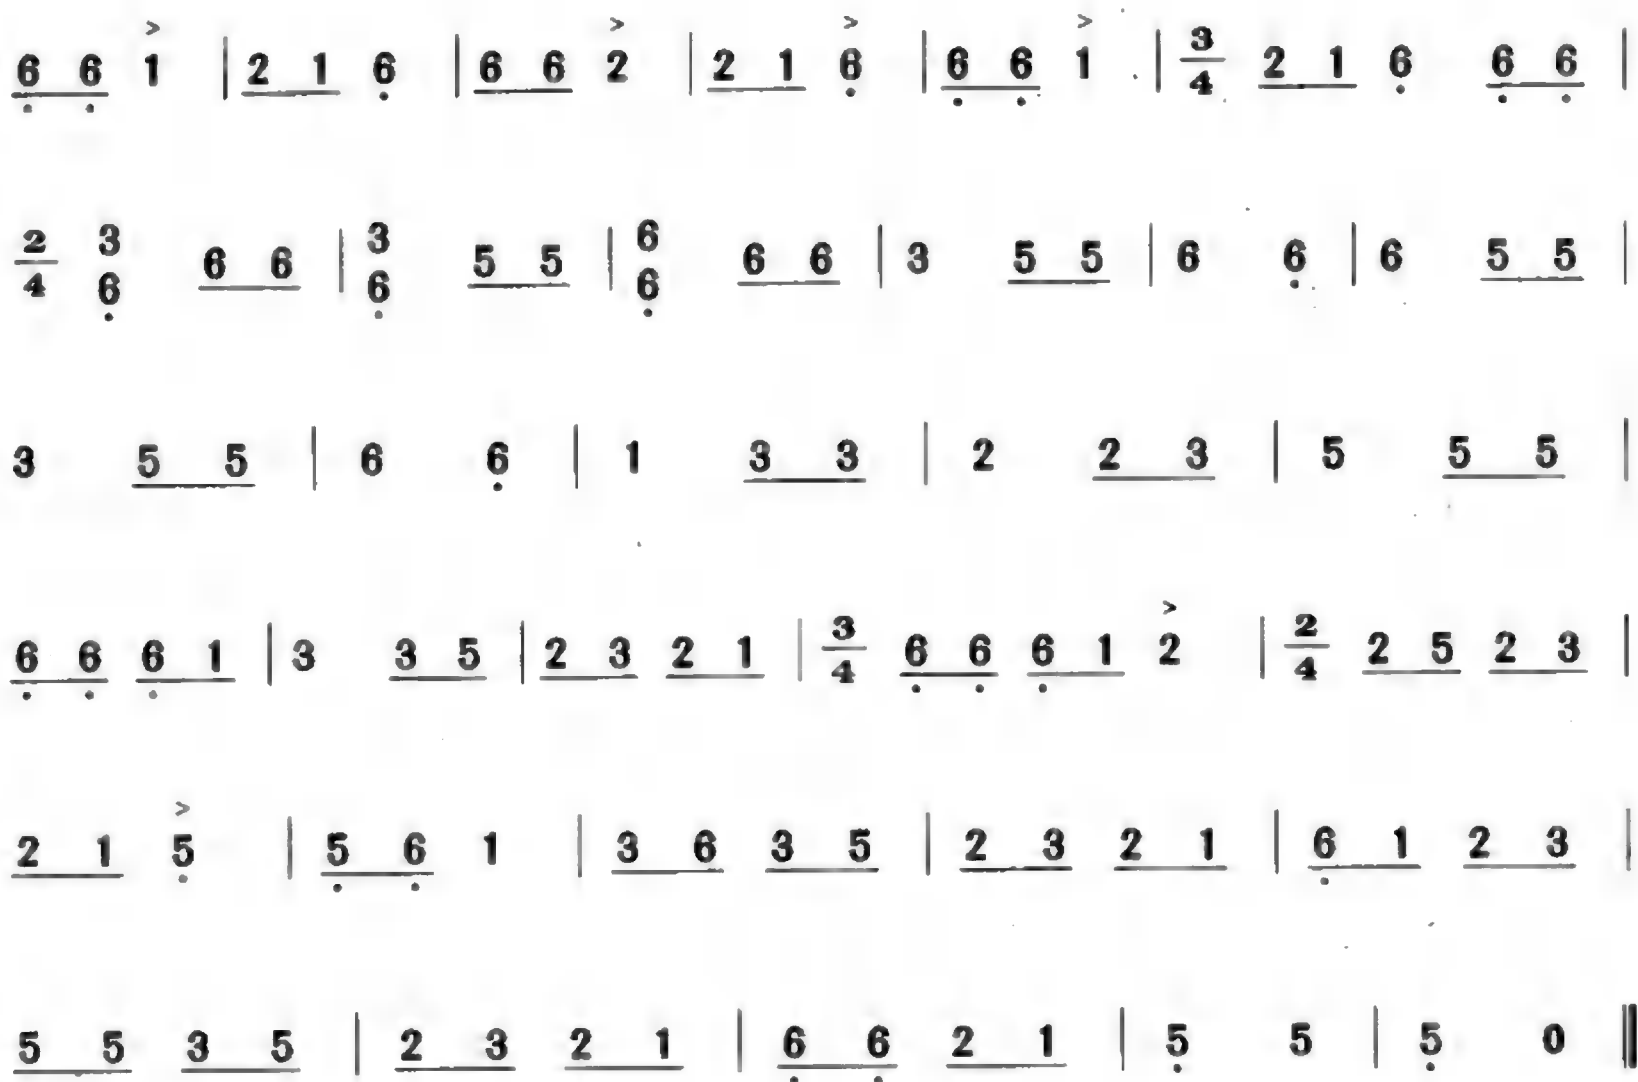 6̣ 6̣ 1 | 2 1 6̣ | 6 6 2 | 2 1 6̣ | 6̣ 6̣ 1 | 3/4 2 1 6̣ 6̣ 6̣ |
2/4 3/6̣ 6 6 | 3/6̣ 5 5 | 6/6̣ 6 6 | 3 5 5 | 6 6̣ | 6 5 5 |
3 5 5 | 6 6̣ | 1 3 3 | 2 2 3 | 5 5 5 |
6̣ 6̣ 6̣ 1 | 3 3 5 | 2 3 2 1 | 3/4 6̣ 6̣ 6̣ 1 2 | 2/4 2 5 2 3 |
2 1 5̣ | 5̣ 6̣ 1 | 3 6 3 5 | 2 3 2 1 | 6̣ 1 2 3 |
5 5 3 5 | 2 3 2 1 | 6̣ 6̣ 2 1 | 5̣ 5 | 5̣ 0 ‖